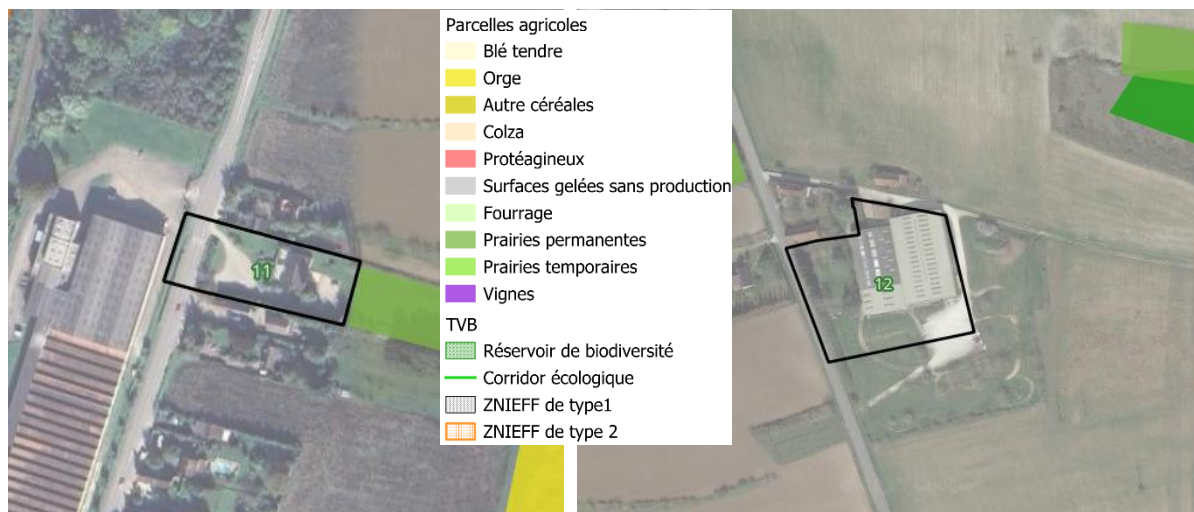 Parcelles agricoles
Blé tendre
Orge
Autre céréales
Colza
Protéagineux
Surfaces gelées sans production
Fourrage
Prairies permanentes
Prairies temporaires
Vignes
TVB
Réservoir de biodiversité
Corridor écologique
ZNIEFF de type1
ZNIEFF de type 2
11
12